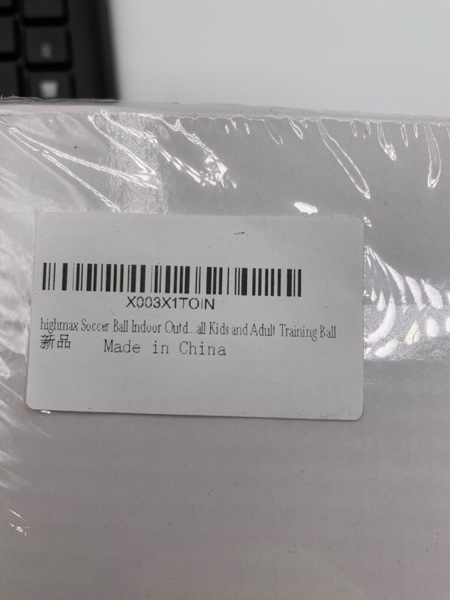 X003X1TOIN
highmax Soccer Ball Indoor Outd...all Kids and Adult Training Ball
新品 Made in China